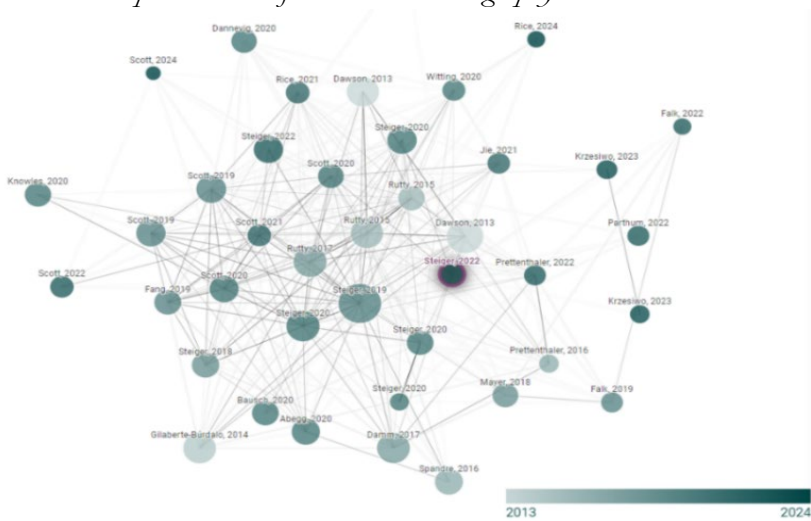 Dannevig, 2020
Rice, 2024
Scott, 2024
Rice, 2021
Dawson, 2013
Witting, 2020
Falk, 2022
Steiger, 2020
Steiger, 2022
Jie, 2021
Krzesiwo, 2023
Scott, 2020
Knowles, 2020
Scott, 2019
Rutty, 2015
Scott, 2019
Scott, 2021
Rutty, 2015
Dawson, 2013
Parthum, 2022
Rutty, 2017
Steiger, 2022
Prettenthaler, 2022
Scott, 2022
Fang, 2019
Scott, 2020
Steiger, 2019
Krzesiwo, 2023
Steiger, 2020
Steiger, 2020
Steiger, 2018
Prettenthaler, 2016
Steiger, 2020
Mayer, 2018
Falk, 2019
Bausch, 2020
Abegg, 2020
Gilaberte-Búrdalo, 2014
Damm, 2017
Spandre, 2016
2013
2024